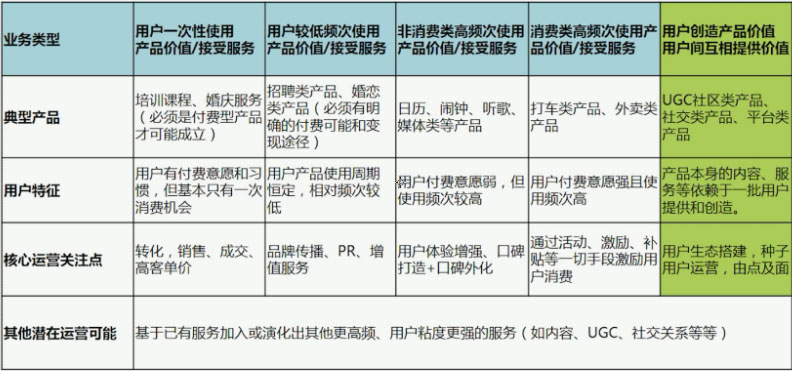 业务类型
用户一次性使用
产品价值/接受服务
用户较低频次使用
产品价值/接受服务
非消费类高频次使用
产品价值/接受服务
消费类高频次使用产
品价值/接受服务
用户创造产品价值
用户间互相提供价值
典型产品
培训课程、婚庆服务
（必须是付费型产品
才可能成立）
招聘类产品、婚恋
类产品（必须有明
确的付费可能和变
现途径）
日历、闹钟、听歌、
媒体类等产品
打车类产品、外卖类
产品
UGC社区类产品、
社交类产品、平台类
产品
用户特征
用户有付费意愿和习
惯，但基本只有一次
消费机会
用户产品使用周期
恒定，相对频次较
低
用户付费意愿弱，但
使用频次较高
用户付费意愿强且使
用频次高
产品本身的内容、服
务等依赖于一批用户
提供和创造。
核心运营关注点
转化，销售、成交、
高客单价
品牌传播、PR、增
值服务
用户体验增强、口碑
打造+口碑外化
通过活动、激励、补
贴等一切手段激励用
户消费
用户生态搭建，种子
用户运营，由点及面
其他潜在运营可能
基于已有服务加入或演化出其他更高频、用户粘度更强的服务（如内容、UGC、社交关系等等）